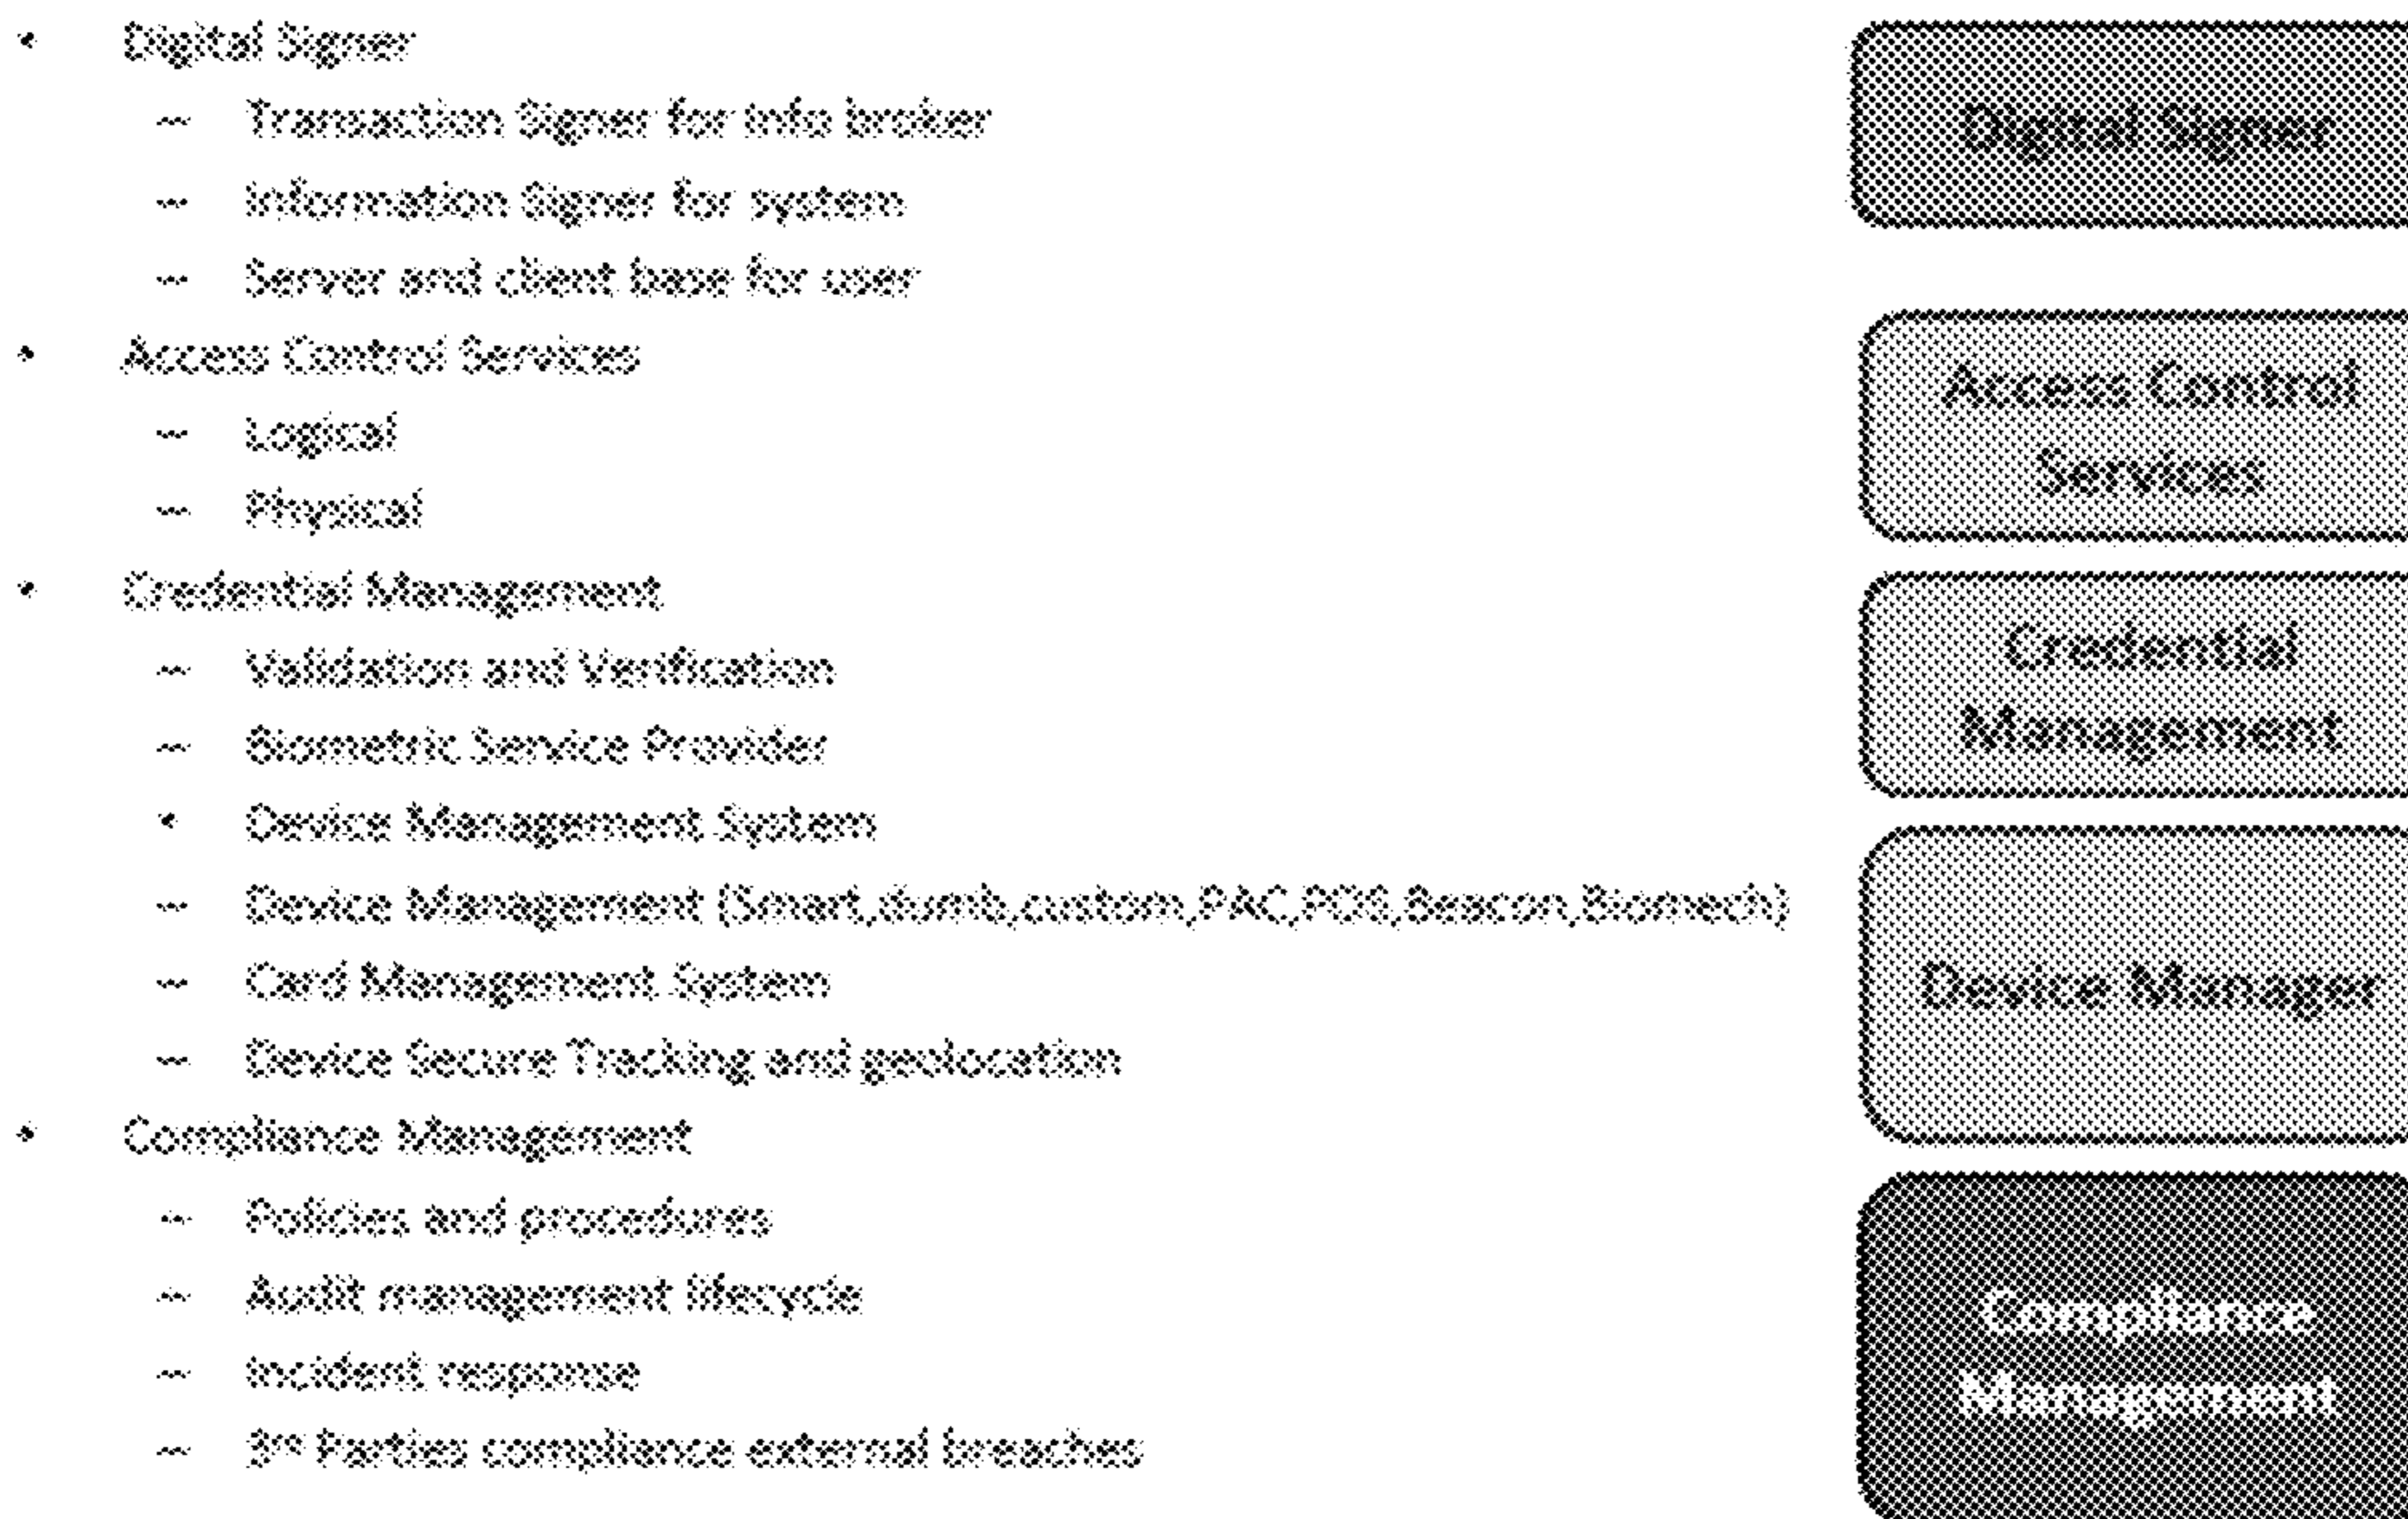 • Digital Signer
– Transaction Signer for info broker
– Information Signer for system
– Server and client base for user
• Access Control Services
– Logical
– Physical
• Credential Management
– Validation and Verification
– Biometric Service Provider
• Device Management System
– Device Management (Smart,dumb,custom,PAC,POS,Beacon,Biomech)
– Card Management System
– Device Secure Tracking and geolocation
• Compliance Management
– Policies and procedures
– Audit management lifecycle
– Incident response
– 3rd Parties compliance external breaches
Digital Signer
Access Control
Services
Credential
Management
Device Manager
Compliance
Management